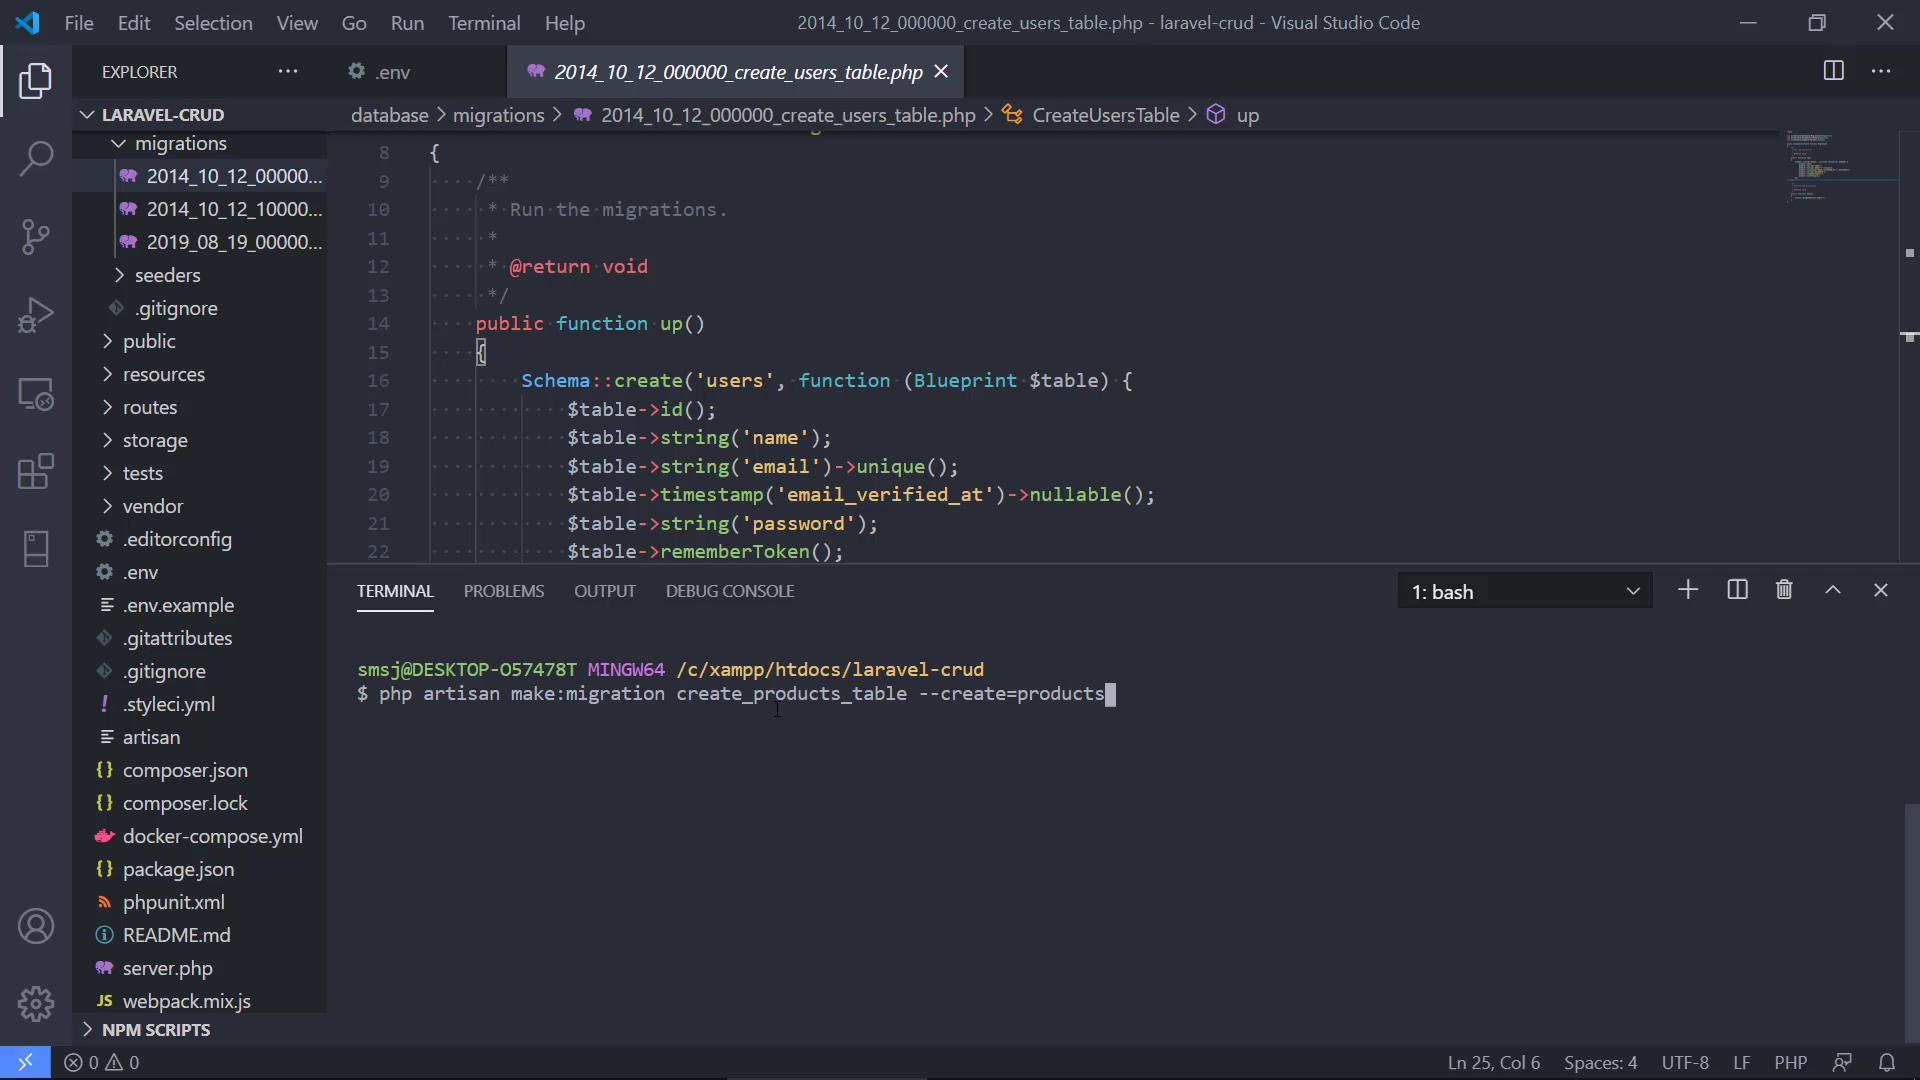 File Edit Selection View Go Run Terminal Help
2014_10_12_000000_create_users_table.php - laravel-crud - Visual Studio Code
EXPLORER
.env
2014_10_12_000000_create_users_table.php
LARAVEL-CRUD
database > migrations > 2014_10_12_000000_create_users_table.php > CreateUsersTable > up
migrations
2014_10_12_00000...
2014_10_12_10000...
2019_08_19_00000...
seeders
.gitignore
public
resources
routes
storage
tests
vendor
.editorconfig
.env
.env.example
.gitattributes
.gitignore
.styleci.yml
artisan
composer.json
composer.lock
docker-compose.yml
package.json
phpunit.xml
README.md
server.php
JS webpack.mix.js
NPM SCRIPTS
8 {
9 /**
10 * Run the migrations.
11 *
12 * @return void
13 */
14 public function up()
15 {
16 Schema::create('users', function (Blueprint $table) {
17 $table->id();
18 $table->string('name');
19 $table->string('email')->unique();
20 $table->timestamp('email_verified_at')->nullable();
21 $table->string('password');
22 $table->rememberToken();
TERMINAL PROBLEMS OUTPUT DEBUG CONSOLE
1: bash
smsj@DESKTOP-O57478T MINGW64 /c/xampp/htdocs/laravel-crud
$ php artisan make:migration create_products_table --create=products
0 0
Ln 25, Col 6 Spaces: 4 UTF-8 LF PHP